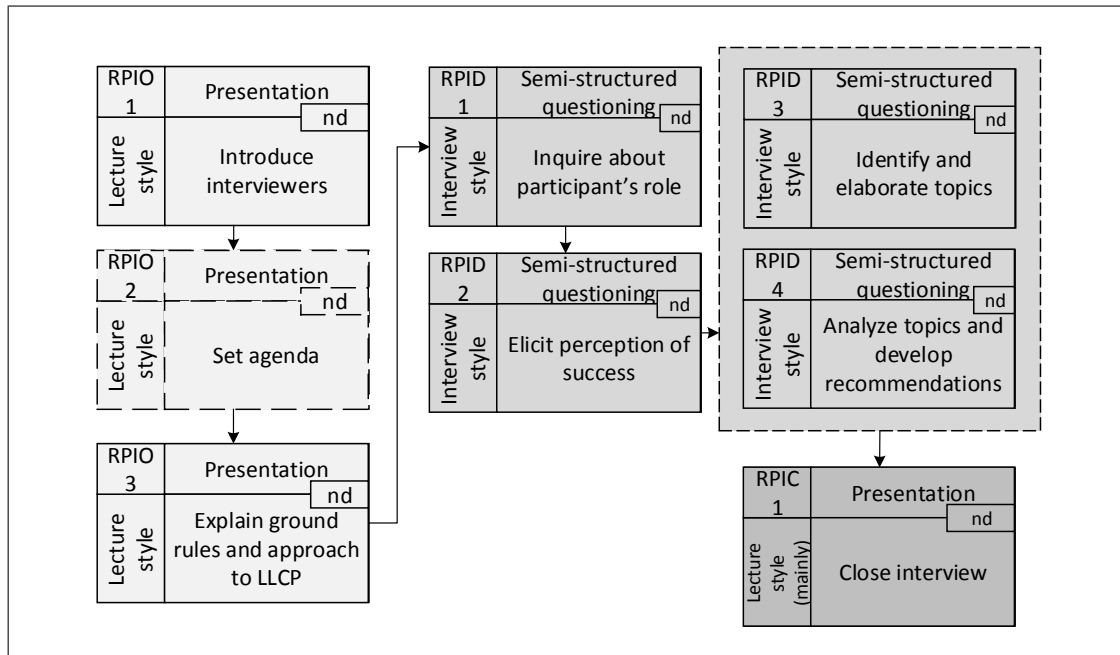 RPIO
1
Presentation
nd
Lecture
style
Introduce
interviewers
RPIO
2
Presentation
nd
Lecture
style
Set agenda
RPIO
3
Presentation
nd
Lecture
style
Explain ground
rules and approach
to LLCP
RPID
1
Semi-structured
questioning
nd
Interview
style
Inquire about
participant's role
RPID
2
Semi-structured
questioning
nd
Interview
style
Elicit perception of
success
RPID
3
Semi-structured
questioning
nd
Interview
style
Identify and
elaborate topics
RPID
4
Semi-structured
questioning
nd
Interview
style
Analyze topics and
develop
recommendations
RPIC
1
Presentation
nd
Lecture
style
(mainly)
Close interview